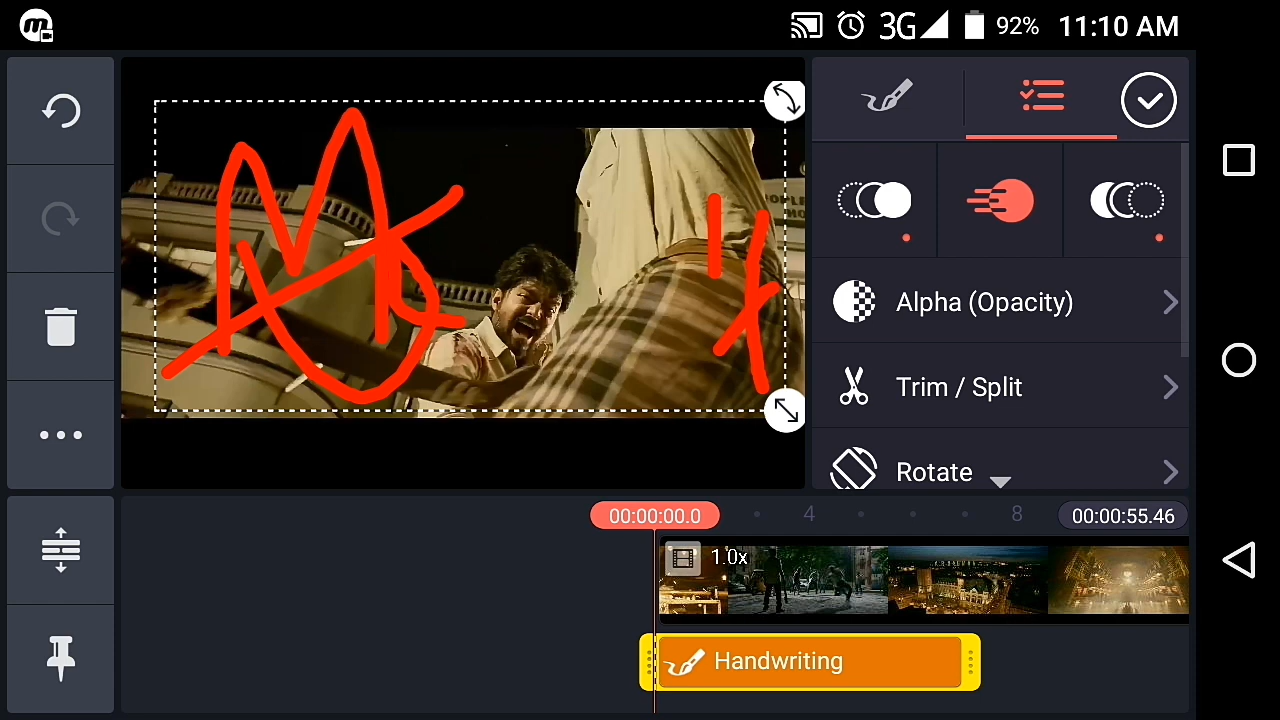 3G 92% 11:10 AM
Alpha (Opacity)
Trim / Split
Rotate
00:00:00.0 4 8 00:00:55.46
1.0x
Handwriting